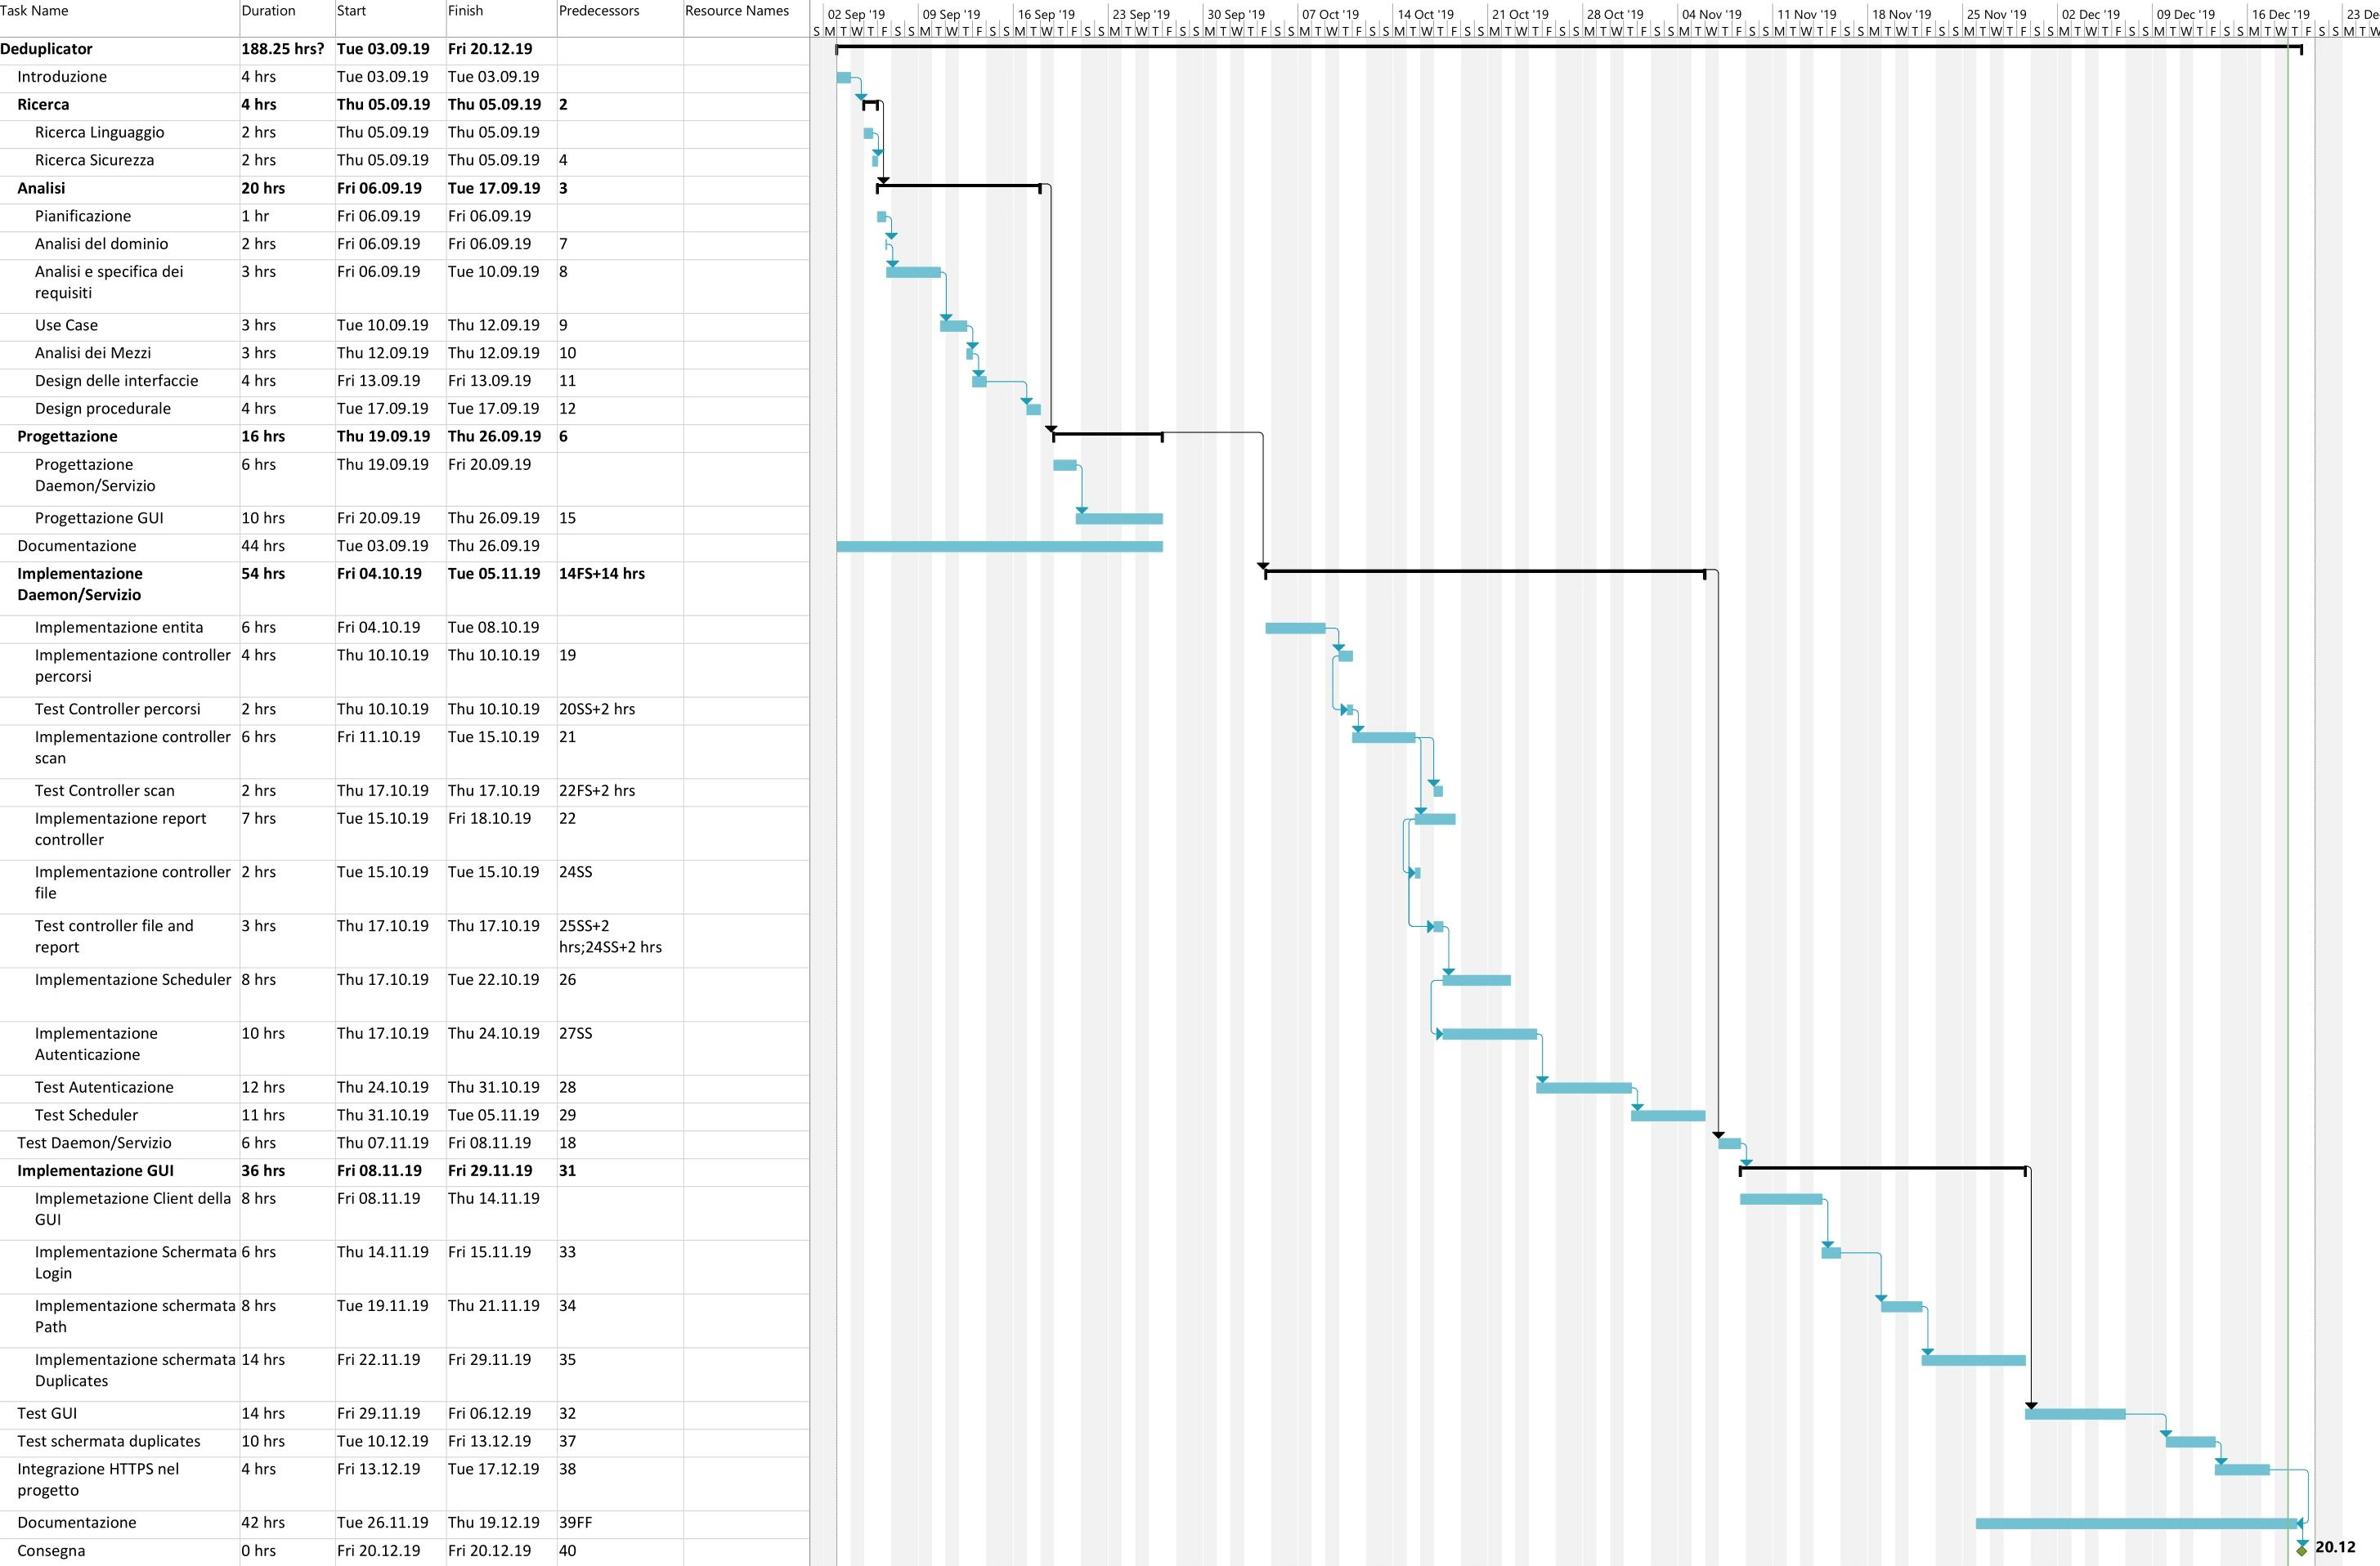 Task Name Duration Start Finish Predecessors Resource Names
02 Sep '19 09 Sep '19 16 Sep '19 23 Sep '19 30 Sep '19 07 Oct '19 14 Oct '19 21 Oct '19 28 Oct '19 04 Nov '19 11 Nov '19 18 Nov '19 25 Nov '19 02 Dec '19 09 Dec '19 16 Dec '19 23 De
S M T W T F S S M T W T F S S M T W T F S S M T W T F S S M T W T F S S M T W T F S S M T W T F S S M T W T F S S M T W T F S S M T W T F S S M T W T F S S M T W T F S S M T W T F S S M T W T F S S M T W T F S S M T W T F S S M T W
Deduplicator 188.25 hrs? Tue 03.09.19 Fri 20.12.19
Introduzione 4 hrs Tue 03.09.19 Tue 03.09.19
Ricerca 4 hrs Thu 05.09.19 Thu 05.09.19 2
Ricerca Linguaggio 2 hrs Thu 05.09.19 Thu 05.09.19
Ricerca Sicurezza 2 hrs Thu 05.09.19 Thu 05.09.19 4
Analisi 20 hrs Fri 06.09.19 Tue 17.09.19 3
Pianificazione 1 hr Fri 06.09.19 Fri 06.09.19
Analisi del dominio 2 hrs Fri 06.09.19 Fri 06.09.19 7
Analisi e specifica dei 3 hrs Fri 06.09.19 Tue 10.09.19 8
requisiti
Use Case 3 hrs Tue 10.09.19 Thu 12.09.19 9
Analisi dei Mezzi 3 hrs Thu 12.09.19 Thu 12.09.19 10
Design delle interfaccie 4 hrs Fri 13.09.19 Fri 13.09.19 11
Design procedurale 4 hrs Tue 17.09.19 Tue 17.09.19 12
Progettazione 16 hrs Thu 19.09.19 Thu 26.09.19 6
Progettazione 6 hrs Thu 19.09.19 Fri 20.09.19
Daemon/Servizio
Progettazione GUI 10 hrs Fri 20.09.19 Thu 26.09.19 15
Documentazione 44 hrs Tue 03.09.19 Thu 26.09.19
Implementazione 54 hrs Fri 04.10.19 Tue 05.11.19 14FS+14 hrs
Daemon/Servizio
Implementazione entita 6 hrs Fri 04.10.19 Tue 08.10.19
Implementazione controller 4 hrs Thu 10.10.19 Thu 10.10.19 19
percorsi
Test Controller percorsi 2 hrs Thu 10.10.19 Thu 10.10.19 20SS+2 hrs
Implementazione controller 6 hrs Fri 11.10.19 Tue 15.10.19 21
scan
Test Controller scan 2 hrs Thu 17.10.19 Thu 17.10.19 22FS+2 hrs
Implementazione report 7 hrs Tue 15.10.19 Fri 18.10.19 22
controller
Implementazione controller 2 hrs Tue 15.10.19 Tue 15.10.19 24SS
file
Test controller file and 3 hrs Thu 17.10.19 Thu 17.10.19 25SS+2
report hrs;24SS+2 hrs
Implementazione Scheduler 8 hrs Thu 17.10.19 Tue 22.10.19 26
Implementazione 10 hrs Thu 17.10.19 Thu 24.10.19 27SS
Autenticazione
Test Autenticazione 12 hrs Thu 24.10.19 Thu 31.10.19 28
Test Scheduler 11 hrs Thu 31.10.19 Tue 05.11.19 29
Test Daemon/Servizio 6 hrs Thu 07.11.19 Fri 08.11.19 18
Implementazione GUI 36 hrs Fri 08.11.19 Fri 29.11.19 31
Implemetazione Client della 8 hrs Fri 08.11.19 Thu 14.11.19
GUI
Implementazione Schermata 6 hrs Thu 14.11.19 Fri 15.11.19 33
Login
Implementazione schermata 8 hrs Tue 19.11.19 Thu 21.11.19 34
Path
Implementazione schermata 14 hrs Fri 22.11.19 Fri 29.11.19 35
Duplicates
Test GUI 14 hrs Fri 29.11.19 Fri 06.12.19 32
Test schermata duplicates 10 hrs Tue 10.12.19 Fri 13.12.19 37
Integrazione HTTPS nel 4 hrs Fri 13.12.19 Tue 17.12.19 38
progetto
Documentazione 42 hrs Tue 26.11.19 Thu 19.12.19 39FF
Consegna 0 hrs Fri 20.12.19 Fri 20.12.19 40 20.12